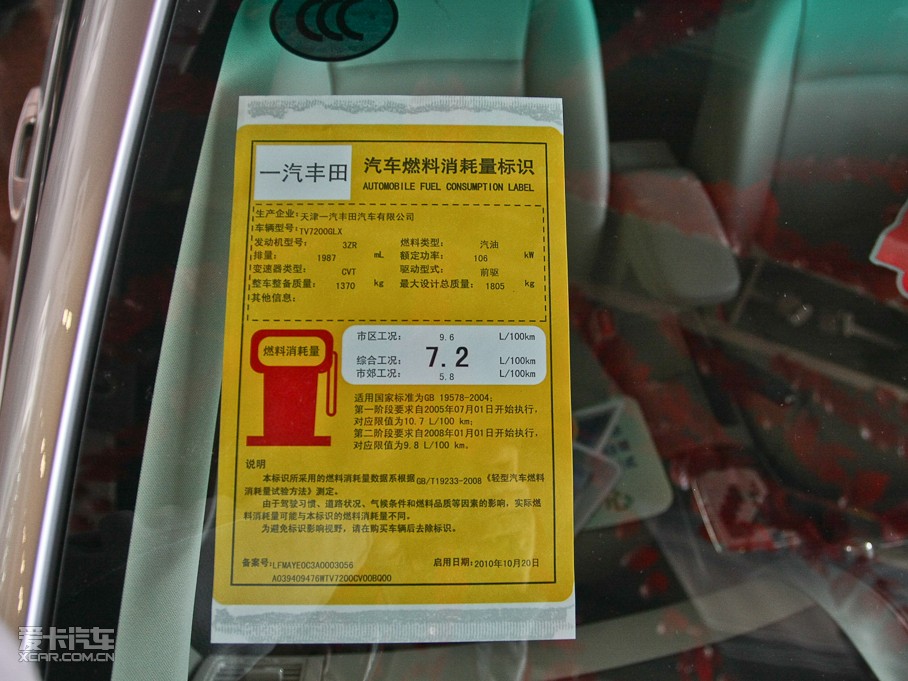 一汽丰田
汽车燃料消耗量标识
AUTOMOBILE FUEL CONSUMPTION LABEL
生产企业:天津一汽丰田汽车有限公司
车辆型号:TV7200GLX
发动机型号: 3ZR 燃料类型: 汽油
排量: 1987 mL 额定功率: 106 kW
变速器类型: CVT 驱动型式: 前驱
整车整备质量: 1370 kg 最大设计总质量: 1805 kg
其他信息:
燃料消耗量
市区工况: 9.6 L/100km
综合工况: 7.2 L/100km
市郊工况: 5.8 L/100km
适用国家标准为GB 19578-2004;
第一阶段要求自2005年07月01日开始执行,
对应限值为10.7 L/100 km;
第二阶段要求自2008年01月01日开始执行,
对应限值为9.8 L/100 km.
说明
本标识所采用的燃料消耗量数据系根据GB/T19233-2008《轻型汽车燃料
消耗量试验方法》测定。
由于驾驶习惯、道路状况、气候条件和燃料品质等因素的影响，实际燃
料消耗量可能与本标识的燃料消耗量不同。
为避免标识影响视野，请在购买车辆后去除标识。
备案号:LFMAYE0C3A0003056 启用日期:2010年10月20日
A039409476WTV7200CV00BQ00
爱卡汽车
XCAR.COM.CN